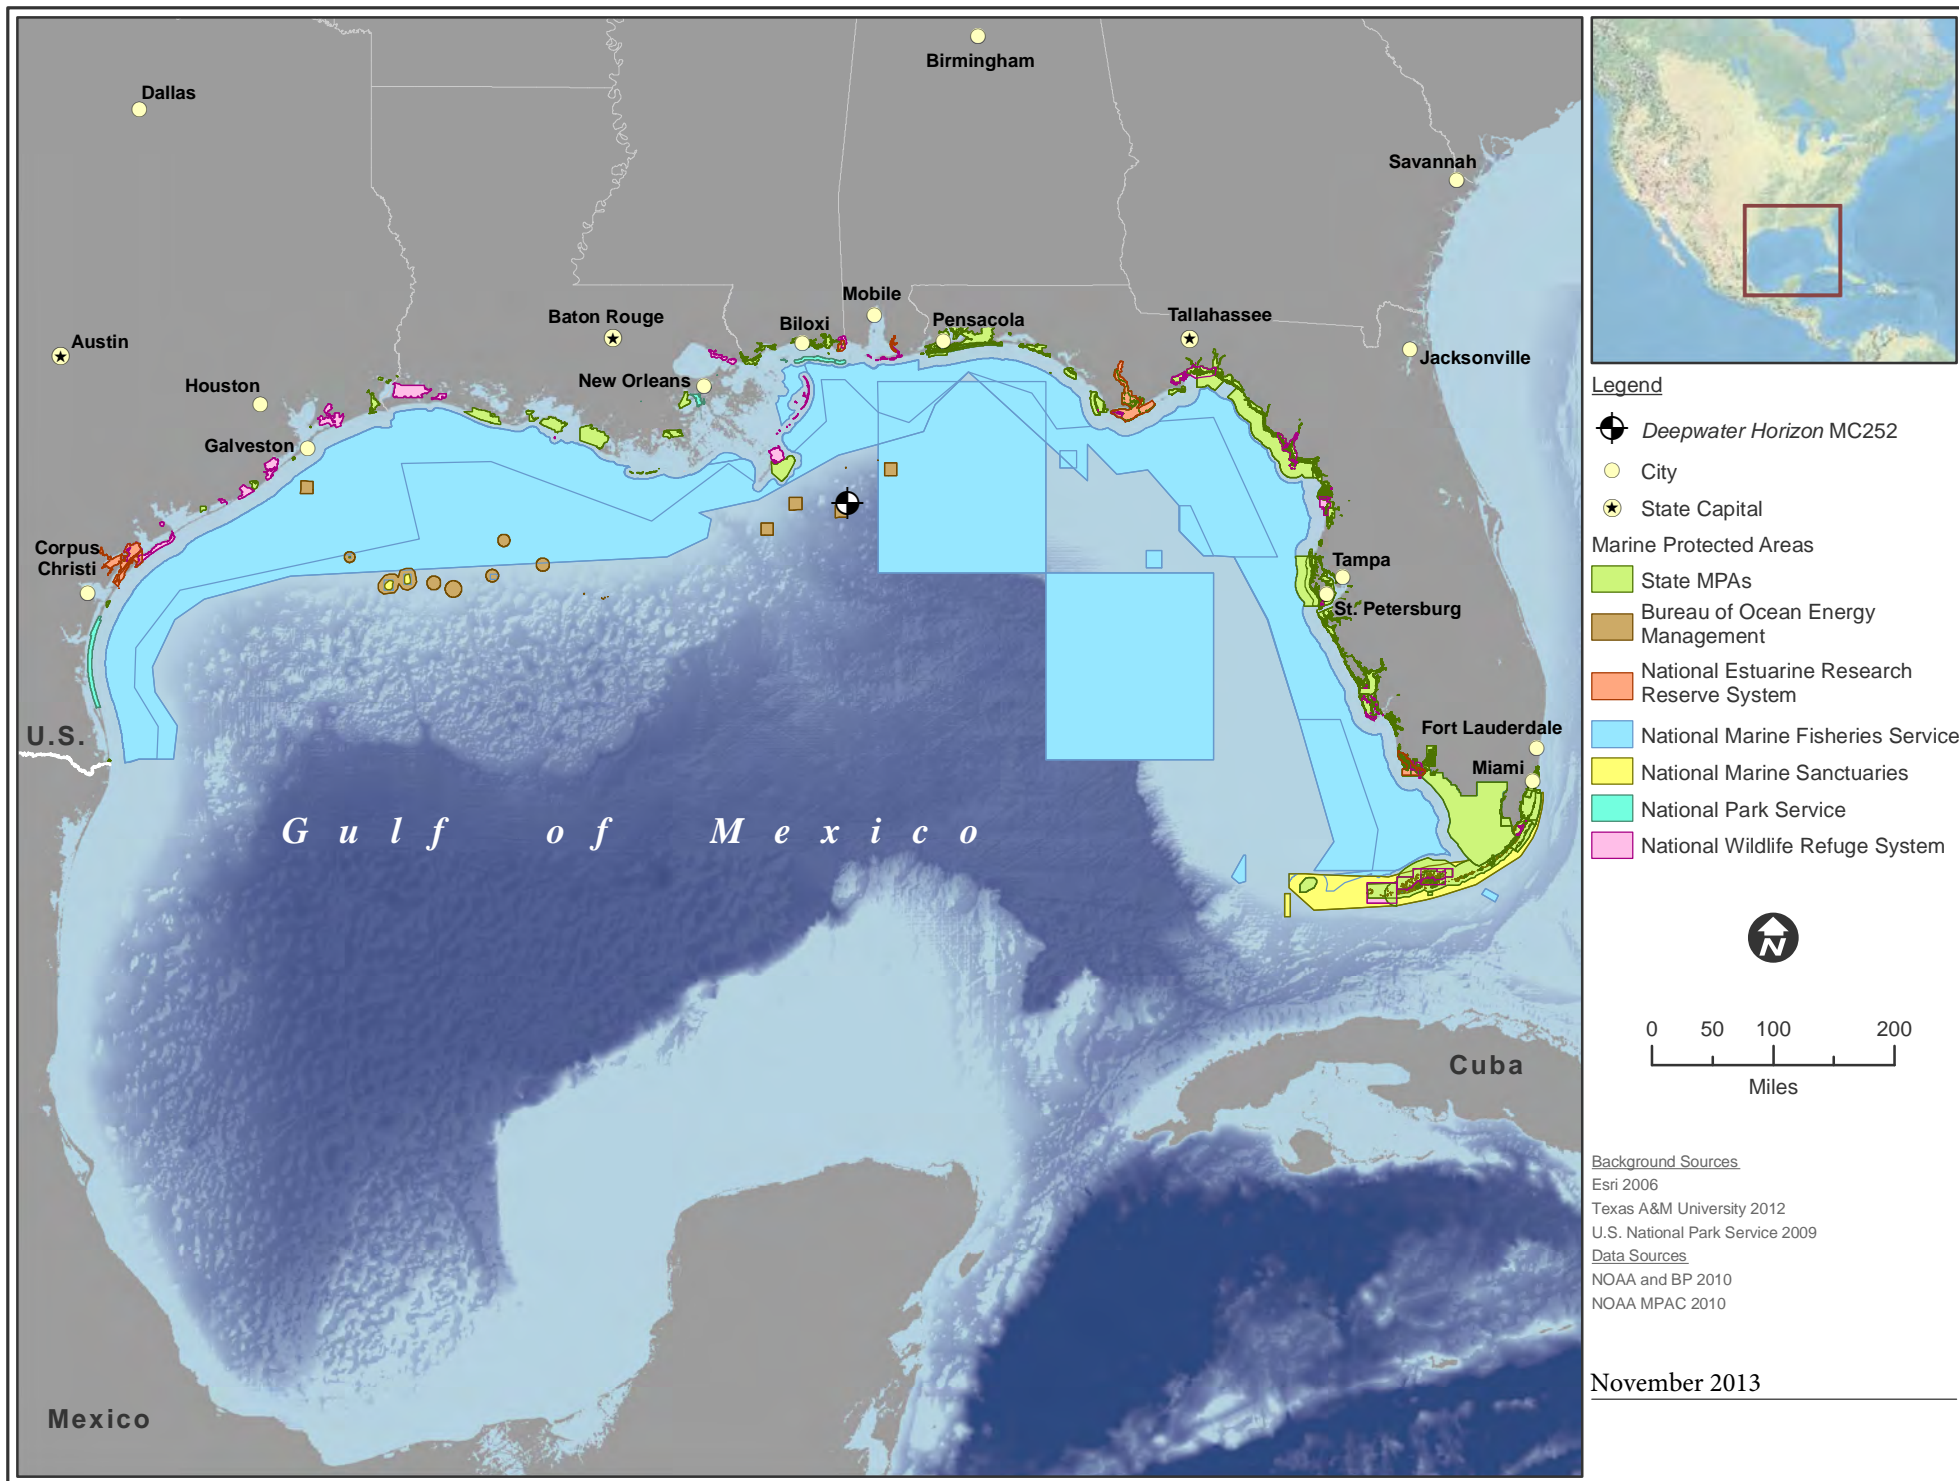 Birmingham
Dallas
Savannah
Mobile
Baton Rouge
Biloxi
Pensacola
Tallahassee
Austin
Jacksonville
Houston
New Orleans
Galveston
Corpus
Christi
Tampa
St. Petersburg
U.S.
Fort Lauderdale
Miami
Gulf of Mexico
Cuba
Mexico
Legend
Deepwater Horizon MC252
City
State Capital
Marine Protected Areas
State MPAs
Bureau of Ocean Energy
Management
National Estuarine Research
Reserve System
National Marine Fisheries Service
National Marine Sanctuaries
National Park Service
National Wildlife Refuge System
N
0 50 100 200
Miles
Background Sources
Esri 2006
Texas A&M University 2012
U.S. National Park Service 2009
Data Sources
NOAA and BP 2010
NOAA MPAC 2010
November 2013